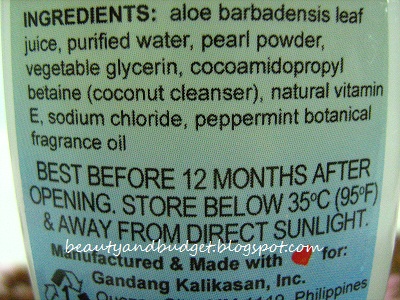 INGREDIENTS: aloe barbadensis leaf
juice, purified water, pearl powder,
vegetable glycerin, cocoamidopropyl
betaine (coconut cleanser), natural vitamin
E, sodium chloride, peppermint botanical
fragrance oil
BEST BEFORE 12 MONTHS AFTER
OPENING. STORE BELOW 35°C (95°F)
& AWAY FROM DIRECT SUNLIGHT.
beautyandbudget.blogspot.com
Manufactured & Made with ❤ for:
Gandang Kalikasan, Inc.
Philippines